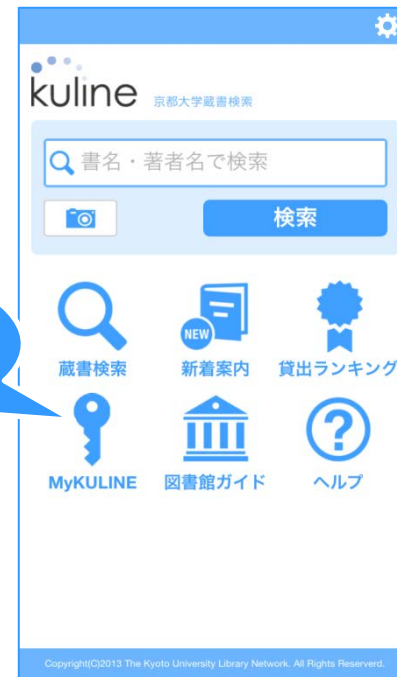 kuline 京都大学蔵書検索
書名・著者名で検索
検索
NEW
蔵書検索 新着案内 貸出ランキング
MyKULINE 図書館ガイド ヘルプ
Copyright(C)2013 The Kyoto University Library Network. All Rights Reserverd.